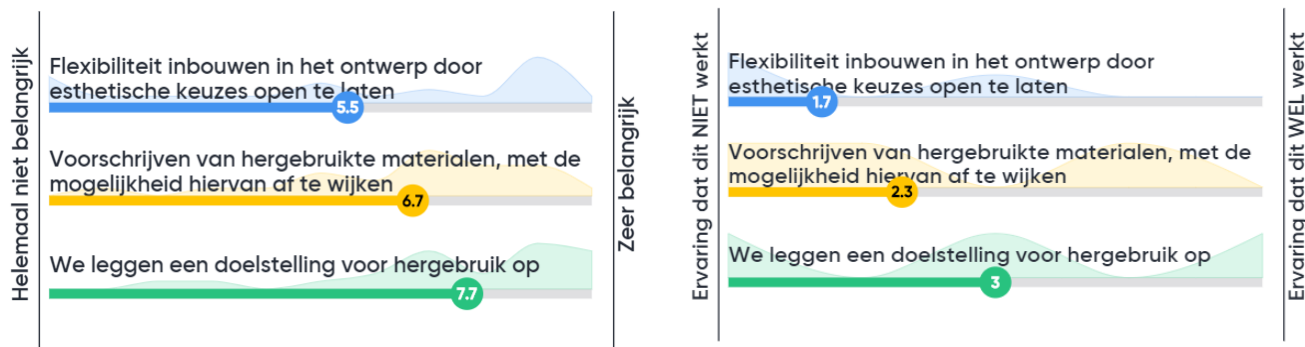 Helemaal niet belangrijk
Flexibiliteit inbouwen in het ontwerp door
esthetische keuzes open te laten
5.5
Voorschrijven van hergebruikte materialen, met de
mogelijkheid hiervan af te wijken
6.7
We leggen een doelstelling voor hergebruik op
7.7
Zeer belangrijk
Ervaring dat dit NIET werkt
Flexibiliteit inbouwen in het ontwerp door
esthetische keuzes open te laten
1.7
Voorschrijven van hergebruikte materialen, met de
mogelijkheid hiervan af te wijken
2.3
We leggen een doelstelling voor hergebruik op
3
Ervaring dat dit WEL werkt